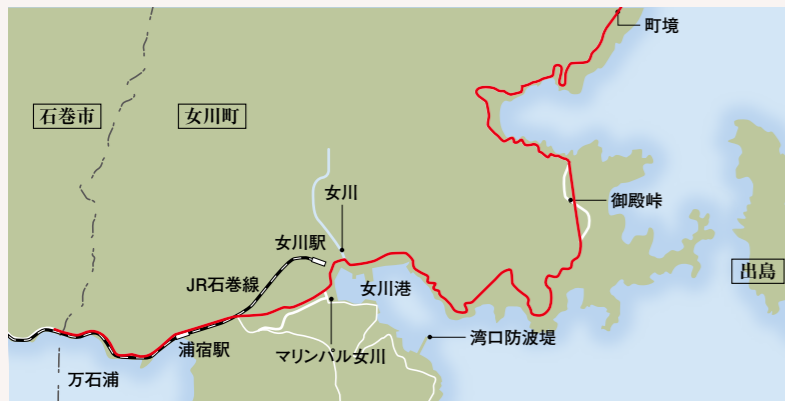 町境
石巻市
女川町
女川
御殿峠
女川駅
出島
JR石巻線
女川港
湾口防波堤
浦宿駅
マリンパル女川
万石浦